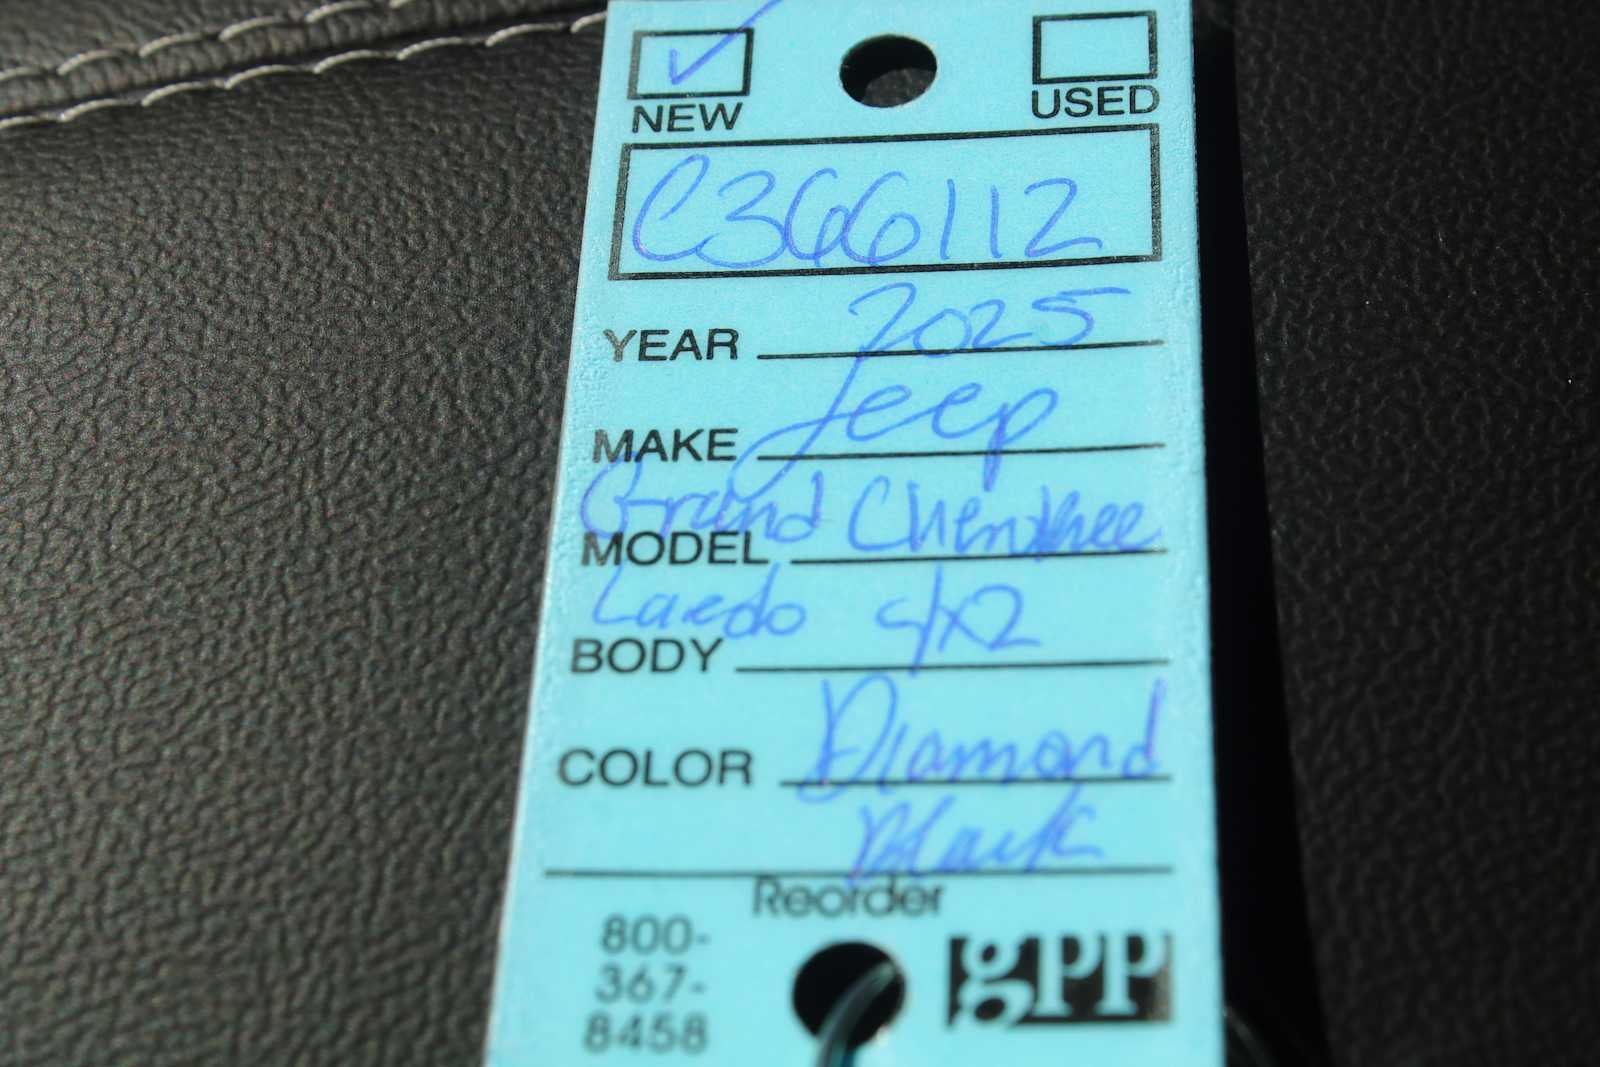 NEW USED
C366112
YEAR 2025
MAKE Jeep
MODEL Grand Cherokee
Laredo 4x2
BODY
COLOR Diamond
Black
Reorder
800-
367-
8458
gpp